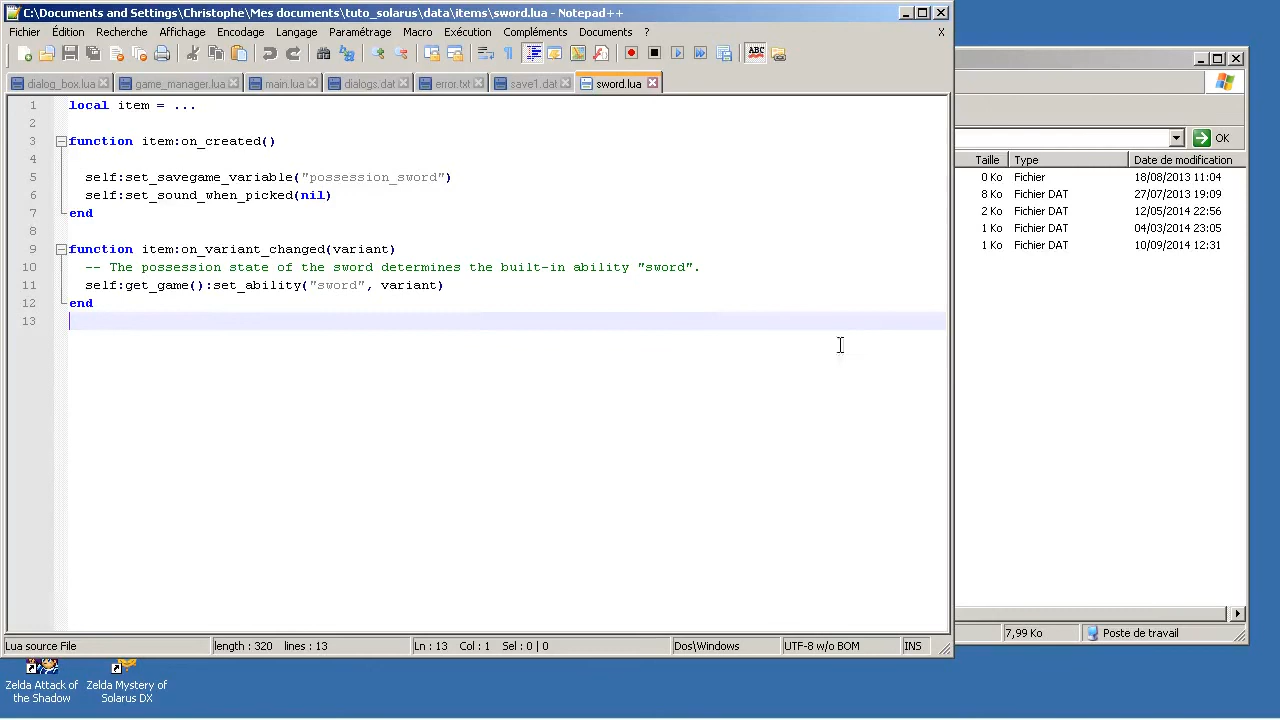 C:\Documents and Settings\Christophe\Mes documents\tuto_solarus\data\items\sword.lua - Notepad++
Fichier Édition Recherche Affichage Encodage Langage Paramétrage Macro Exécution Compléments Documents ? X
ABC
dialog_box.lua game_manager.lua main.lua dialogs.dat error.txt save1.dat sword.lua
1 local item = ...
2
3 function item:on_created()
4
5 self:set_savegame_variable("possession_sword")
6 self:set_sound_when_picked(nil)
7 end
8
9 function item:on_variant_changed(variant)
10 -- The possession state of the sword determines the built-in ability "sword".
11 self:get_game():set_ability("sword", variant)
12 end
13
Lua source File length : 320 lines : 13 Ln : 13 Col : 1 Sel : 0 | 0 Dos\Windows UTF-8 w/o BOM INS
OK
Taille Type Date de modification
0 Ko Fichier 18/08/2013 11:04
8 Ko Fichier DAT 27/07/2013 19:09
2 Ko Fichier DAT 12/05/2014 22:56
1 Ko Fichier DAT 04/03/2014 23:05
1 Ko Fichier DAT 10/09/2014 12:31
7,99 Ko Poste de travail
Zelda Attack of
the Shadow
Zelda Mystery of
Solarus DX